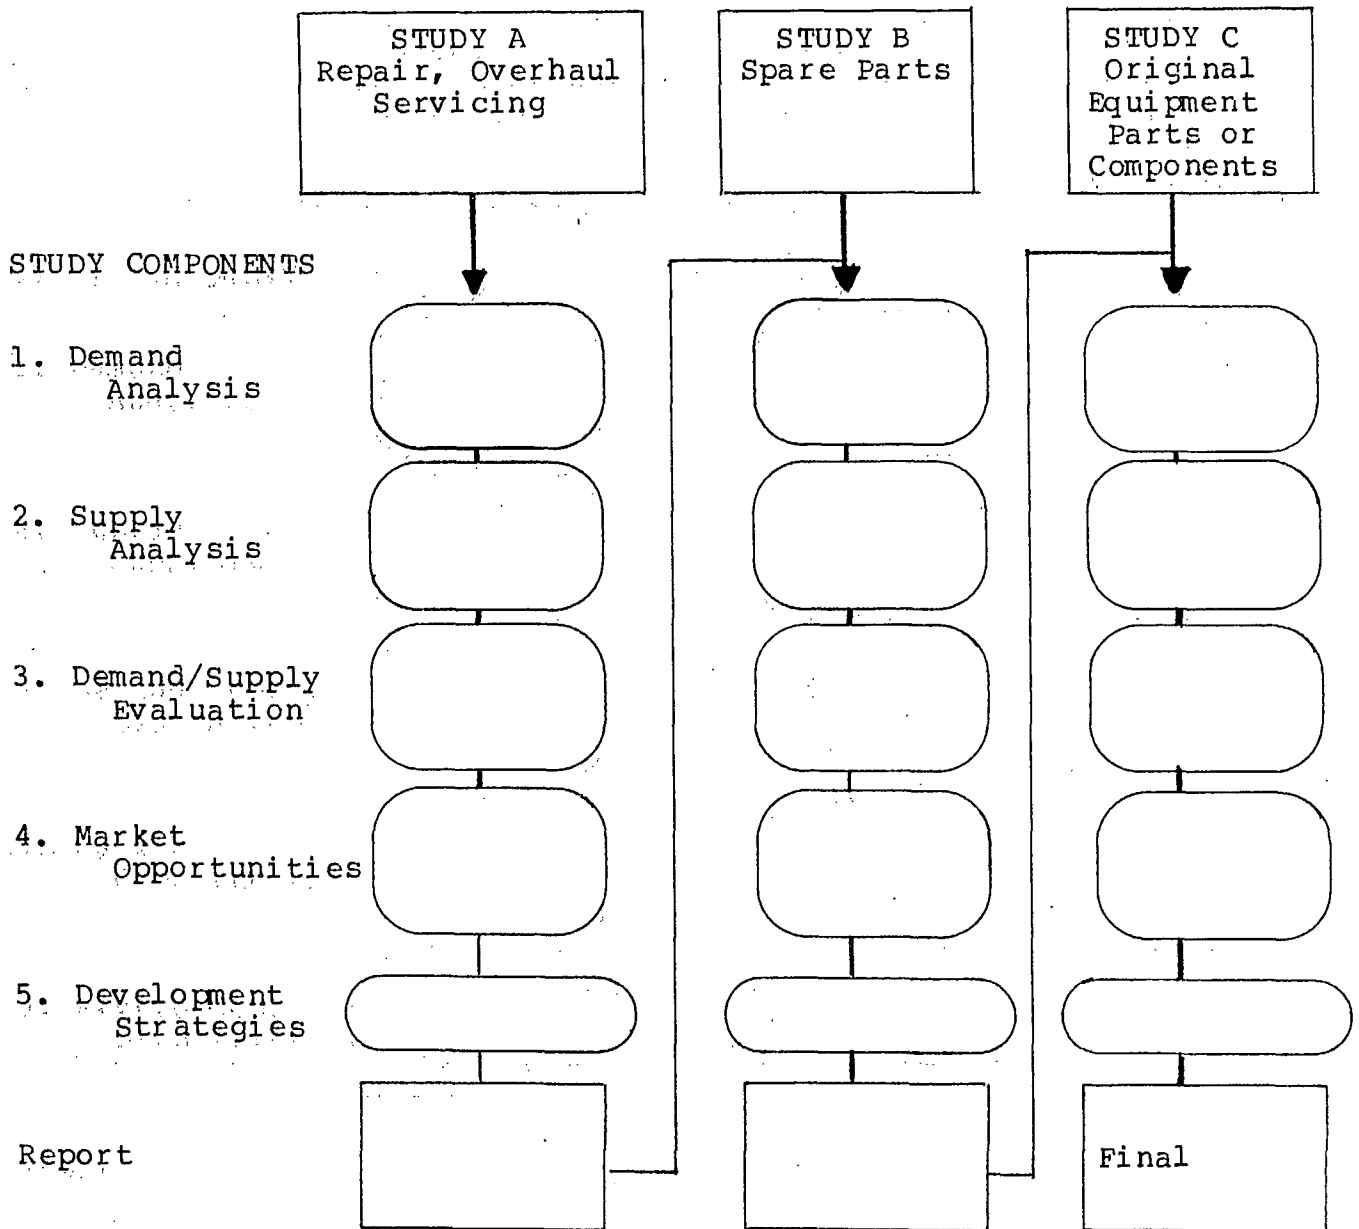 STUDY A
Repair, Overhaul
Servicing
STUDY B
Spare Parts
STUDY C
Original
Equipment
Parts or
Components
STUDY COMPONENTS
1. Demand
Analysis
2. Supply
Analysis
3. Demand/Supply
Evaluation
4. Market
Opportunities
5. Development
Strategies
Report
Final